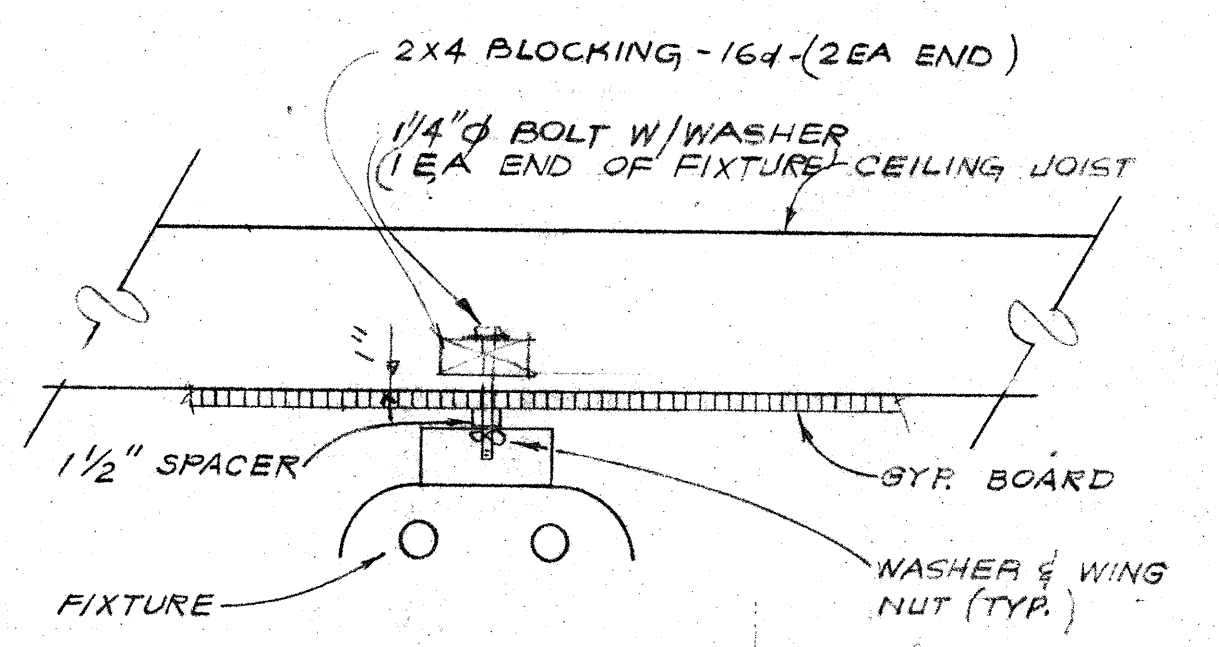 2X4 BLOCKING - 16d - (2 EA END)
1 1/4" Ø BOLT W/WASHER
(1 EA END OF FIXTURE)
CEILING JOIST
1"
1 1/2" SPACER
GYP. BOARD
FIXTURE
WASHER & WING
NUT (TYP.)